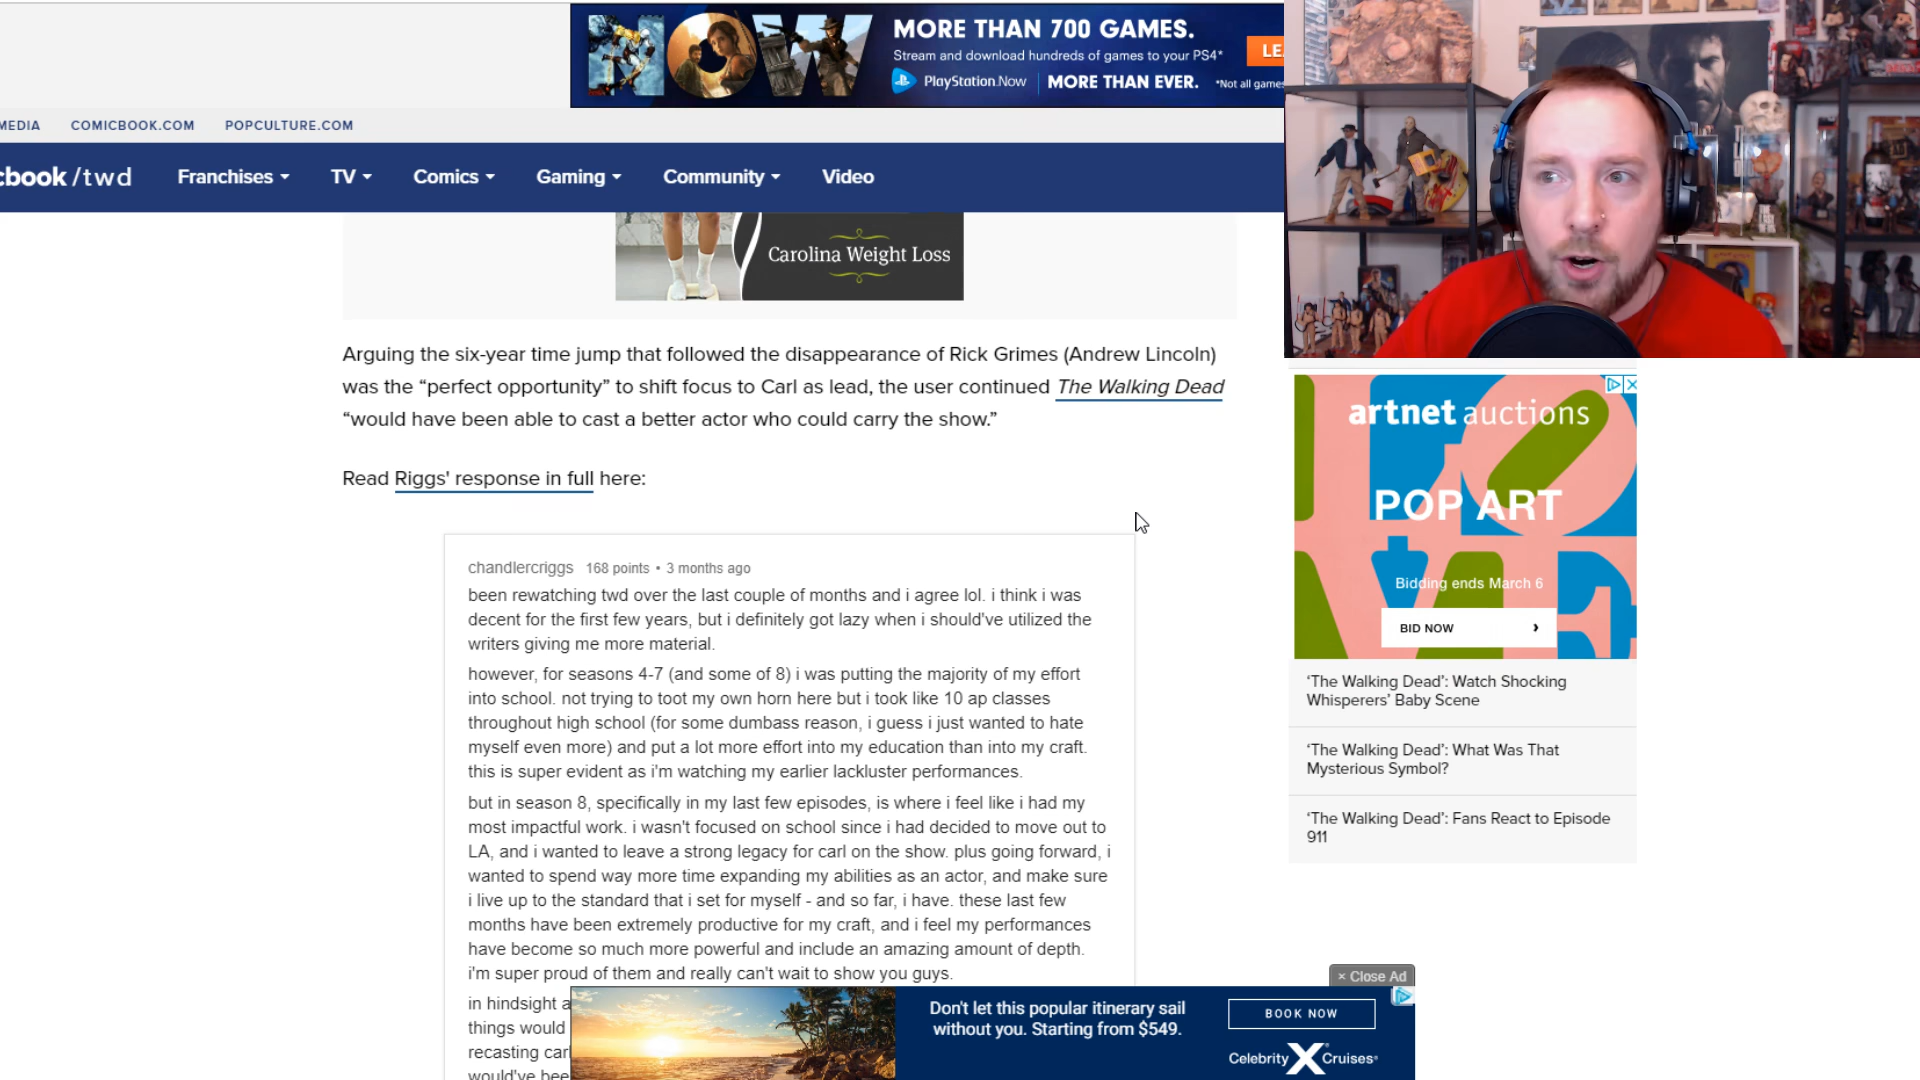 NOW
MORE THAN 700 GAMES.
Stream and download hundreds of games to your PS4*
PlayStation.Now
MORE THAN EVER.
*Not all games
LE
MEDIA
COMICBOOK.COM
POPCULTURE.COM
cbook/twd
Franchises
TV
Comics
Gaming
Community
Video
Carolina Weight Loss
Arguing the six-year time jump that followed the disappearance of Rick Grimes (Andrew Lincoln)
was the “perfect opportunity” to shift focus to Carl as lead, the user continued The Walking Dead
“would have been able to cast a better actor who could carry the show.”
Read Riggs' response in full here:
chandlercriggs 168 points • 3 months ago
been rewatching twd over the last couple of months and i agree lol. i think i was
decent for the first few years, but i definitely got lazy when i should've utilized the
writers giving me more material.
however, for seasons 4-7 (and some of 8) i was putting the majority of my effort
into school. not trying to toot my own horn here but i took like 10 ap classes
throughout high school (for some dumbass reason, i guess i just wanted to hate
myself even more) and put a lot more effort into my education than into my craft.
this is super evident as i'm watching my earlier lackluster performances.
but in season 8, specifically in my last few episodes, is where i feel like i had my
most impactful work. i wasn't focused on school since i had decided to move out to
LA, and i wanted to leave a strong legacy for carl on the show. plus going forward, i
wanted to spend way more time expanding my abilities as an actor, and make sure
i live up to the standard that i set for myself - and so far, i have. these last few
months have been extremely productive for my craft, and i feel my performances
have become so much more powerful and include an amazing amount of depth.
i'm super proud of them and really can't wait to show you guys.
in hindsight a
things would
recasting carl
would've bee
artnet auctions
POP ART
Bidding ends March 6
BID NOW
‘The Walking Dead’: Watch Shocking
Whisperers’ Baby Scene
‘The Walking Dead’: What Was That
Mysterious Symbol?
‘The Walking Dead’: Fans React to Episode
911
× Close Ad
Don't let this popular itinerary sail
without you. Starting from $549.
BOOK NOW
Celebrity X Cruises®